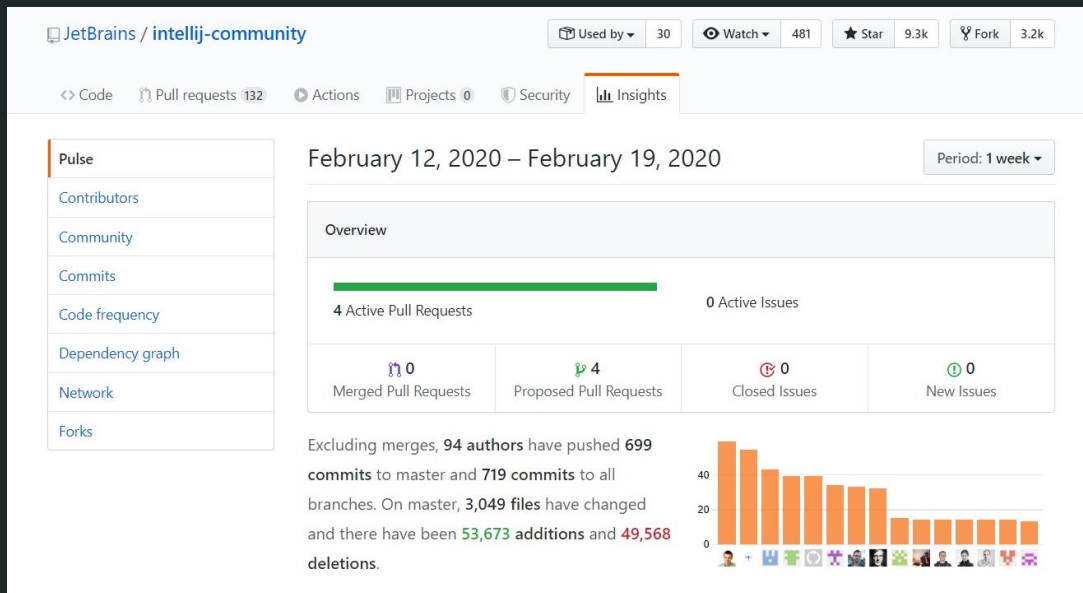 JetBrains / intellij-community
Used by 30 Watch 481 Star 9.3k Fork 3.2k
Code Pull requests 132 Actions Projects 0 Security Insights
Pulse
Contributors
Community
Commits
Code frequency
Dependency graph
Network
Forks
February 12, 2020 – February 19, 2020
Period: 1 week
Overview
4 Active Pull Requests
0 Active Issues
0
Merged Pull Requests
4
Proposed Pull Requests
0
Closed Issues
0
New Issues
Excluding merges, 94 authors have pushed 699
commits to master and 719 commits to all
branches. On master, 3,049 files have changed
and there have been 53,673 additions and 49,568
deletions.
40
20
0